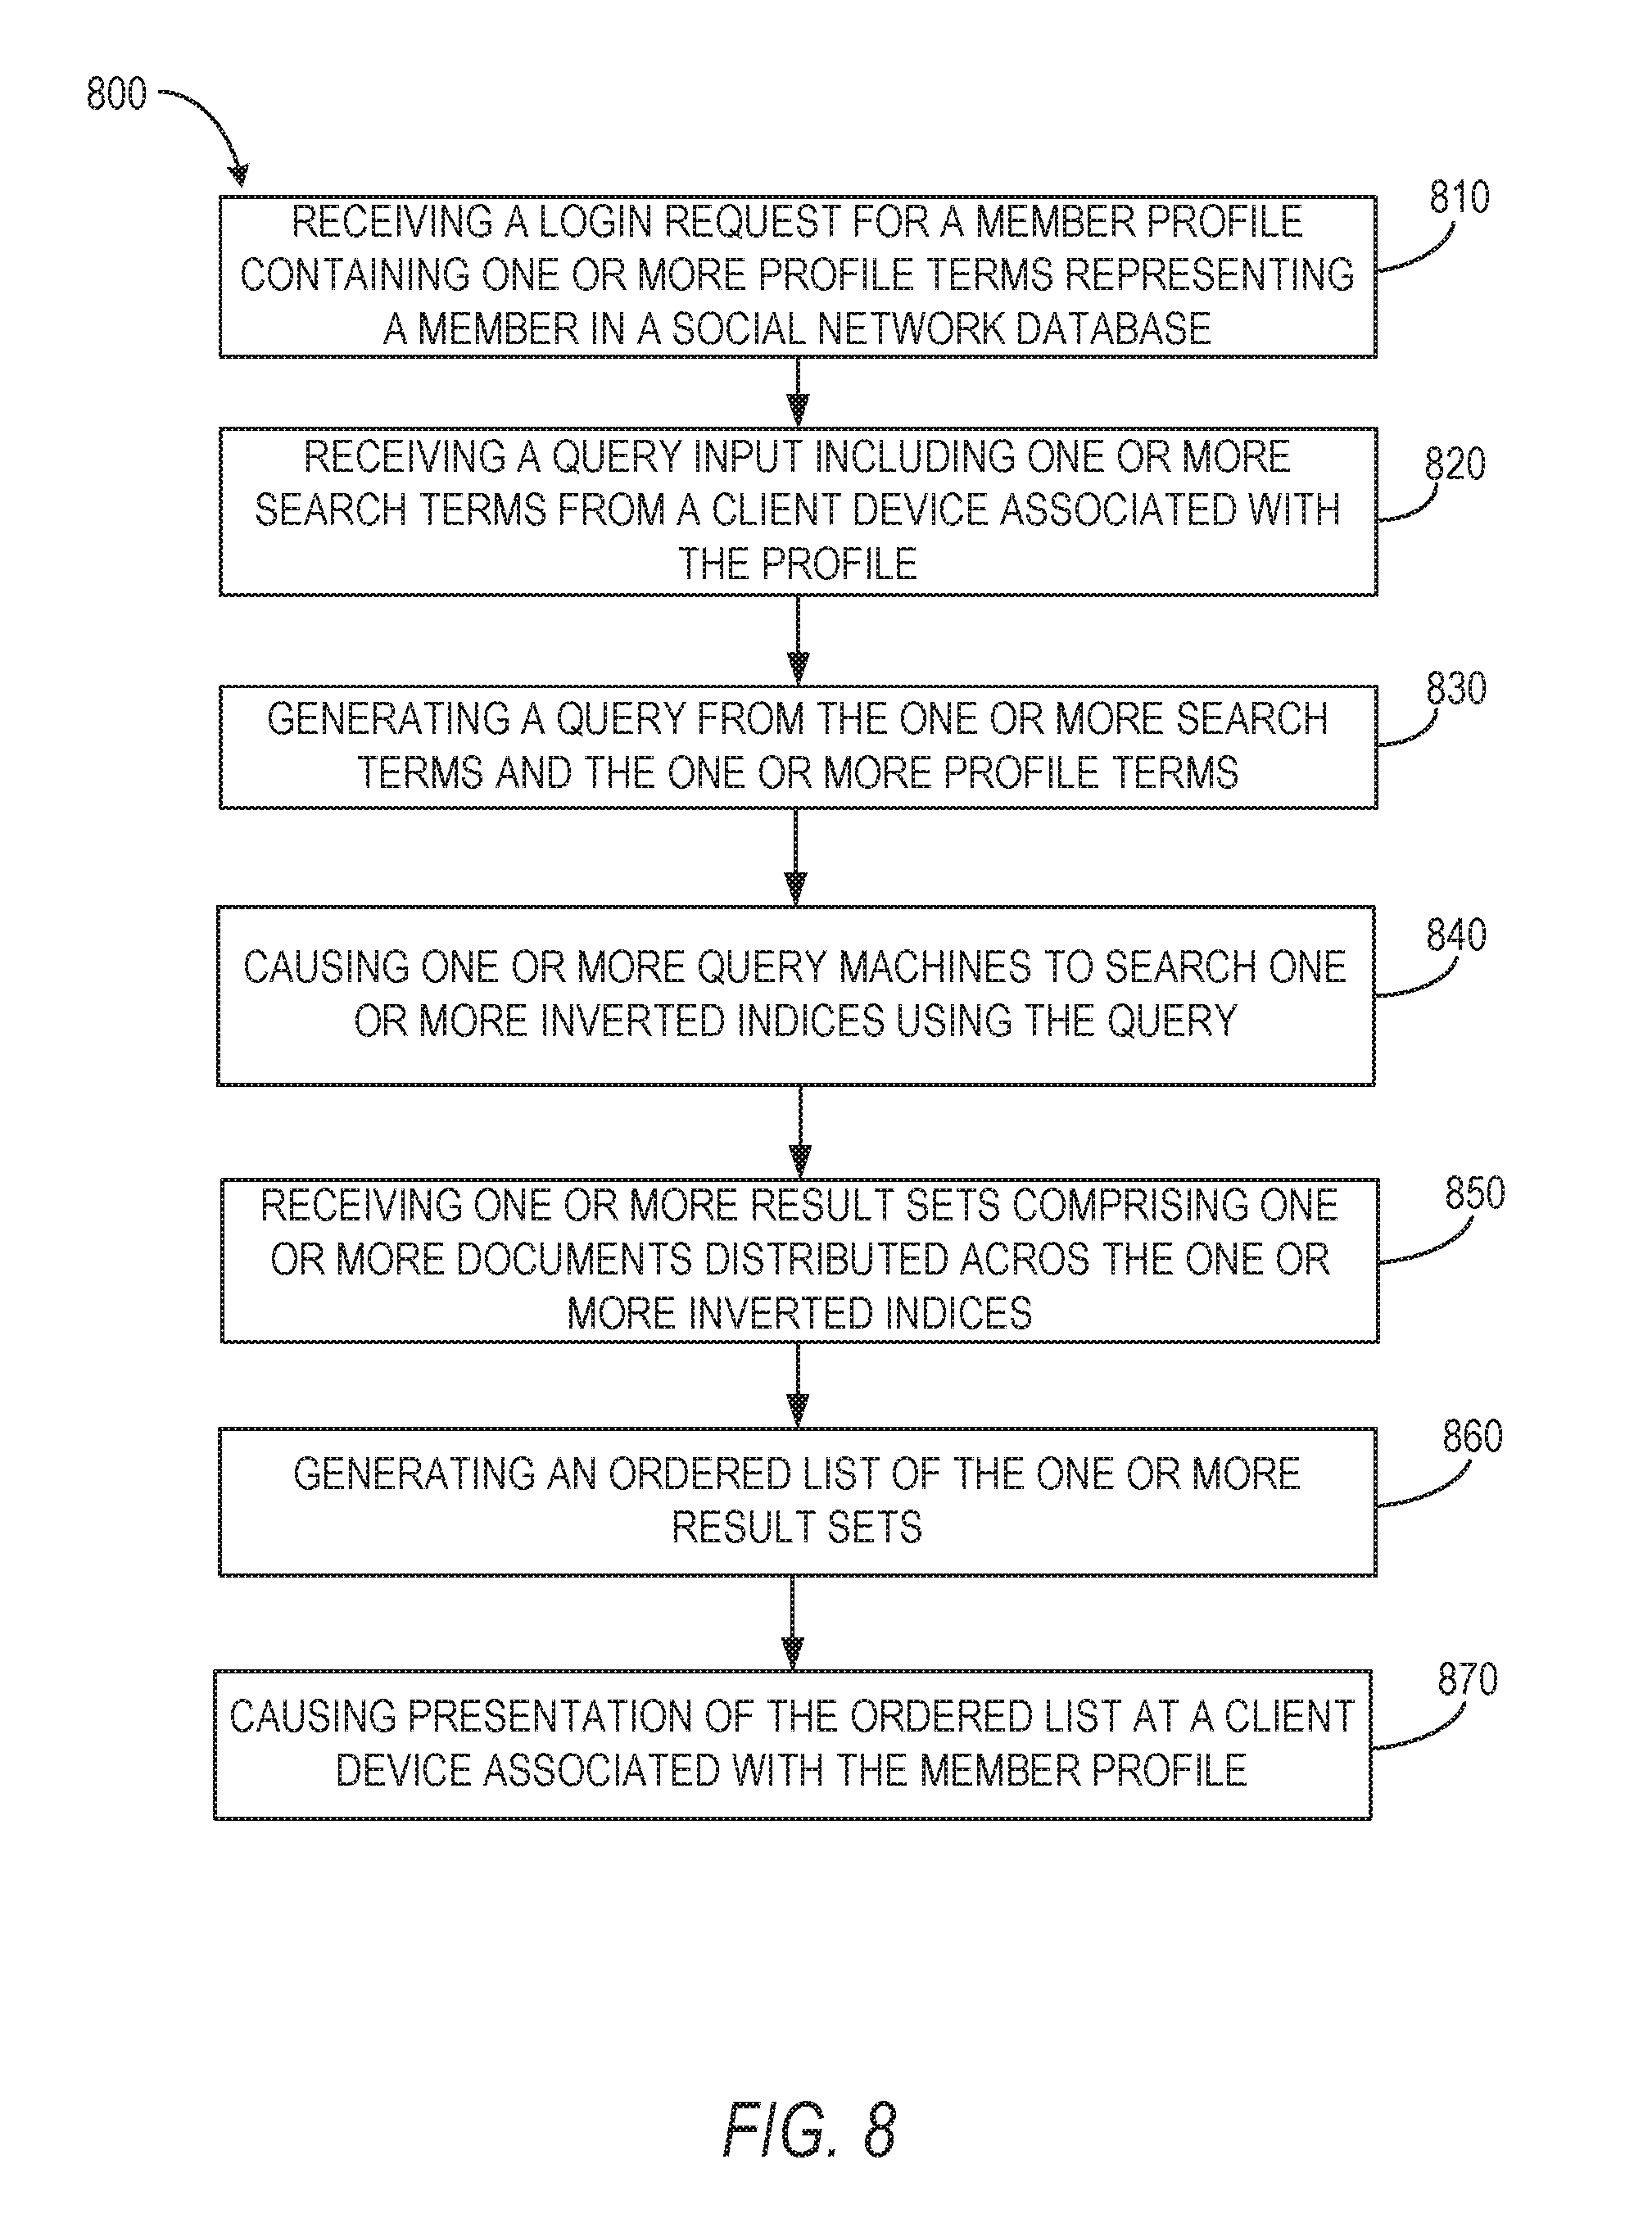 800
810
RECEIVING A LOGIN REQUEST FOR A MEMBER PROFILE
CONTAINING ONE OR MORE PROFILE TERMS REPRESENTING
A MEMBER IN A SOCIAL NETWORK DATABASE
820
RECEIVING A QUERY INPUT INCLUDING ONE OR MORE
SEARCH TERMS FROM A CLIENT DEVICE ASSOCIATED WITH
THE PROFILE
830
GENERATING A QUERY FROM THE ONE OR MORE SEARCH
TERMS AND THE ONE OR MORE PROFILE TERMS
840
CAUSING ONE OR MORE QUERY MACHINES TO SEARCH ONE
OR MORE INVERTED INDICES USING THE QUERY
850
RECEIVING ONE OR MORE RESULT SETS COMPRISING ONE
OR MORE DOCUMENTS DISTRIBUTED ACROS THE ONE OR
MORE INVERTED INDICES
860
GENERATING AN ORDERED LIST OF THE ONE OR MORE
RESULT SETS
870
CAUSING PRESENTATION OF THE ORDERED LIST AT A CLIENT
DEVICE ASSOCIATED WITH THE MEMBER PROFILE
FIG. 8